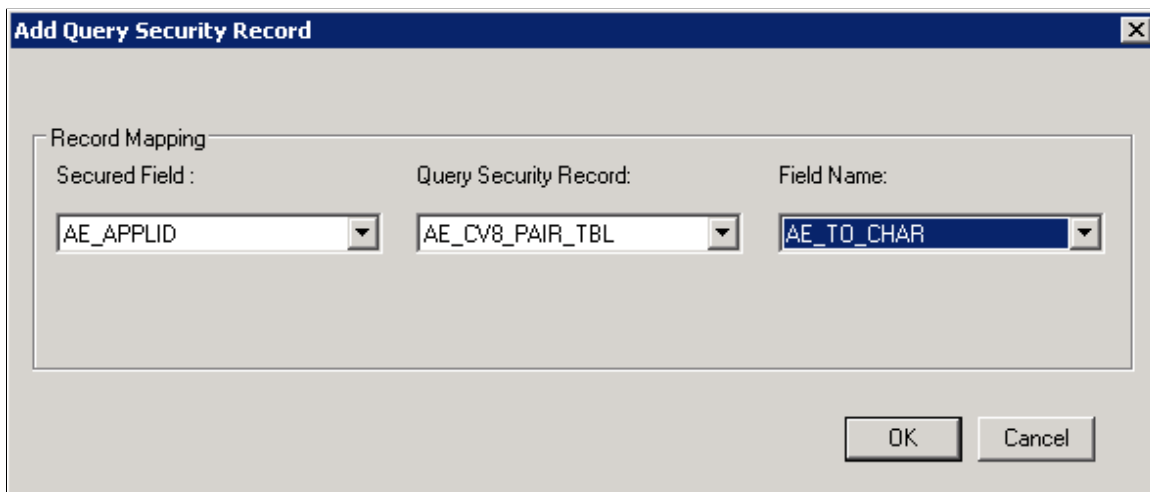 Add Query Security Record
Record Mapping
Secured Field : Query Security Record: Field Name:
AE_APPLID AE_CV8_PAIR_TBL AE_TO_CHAR
OK Cancel